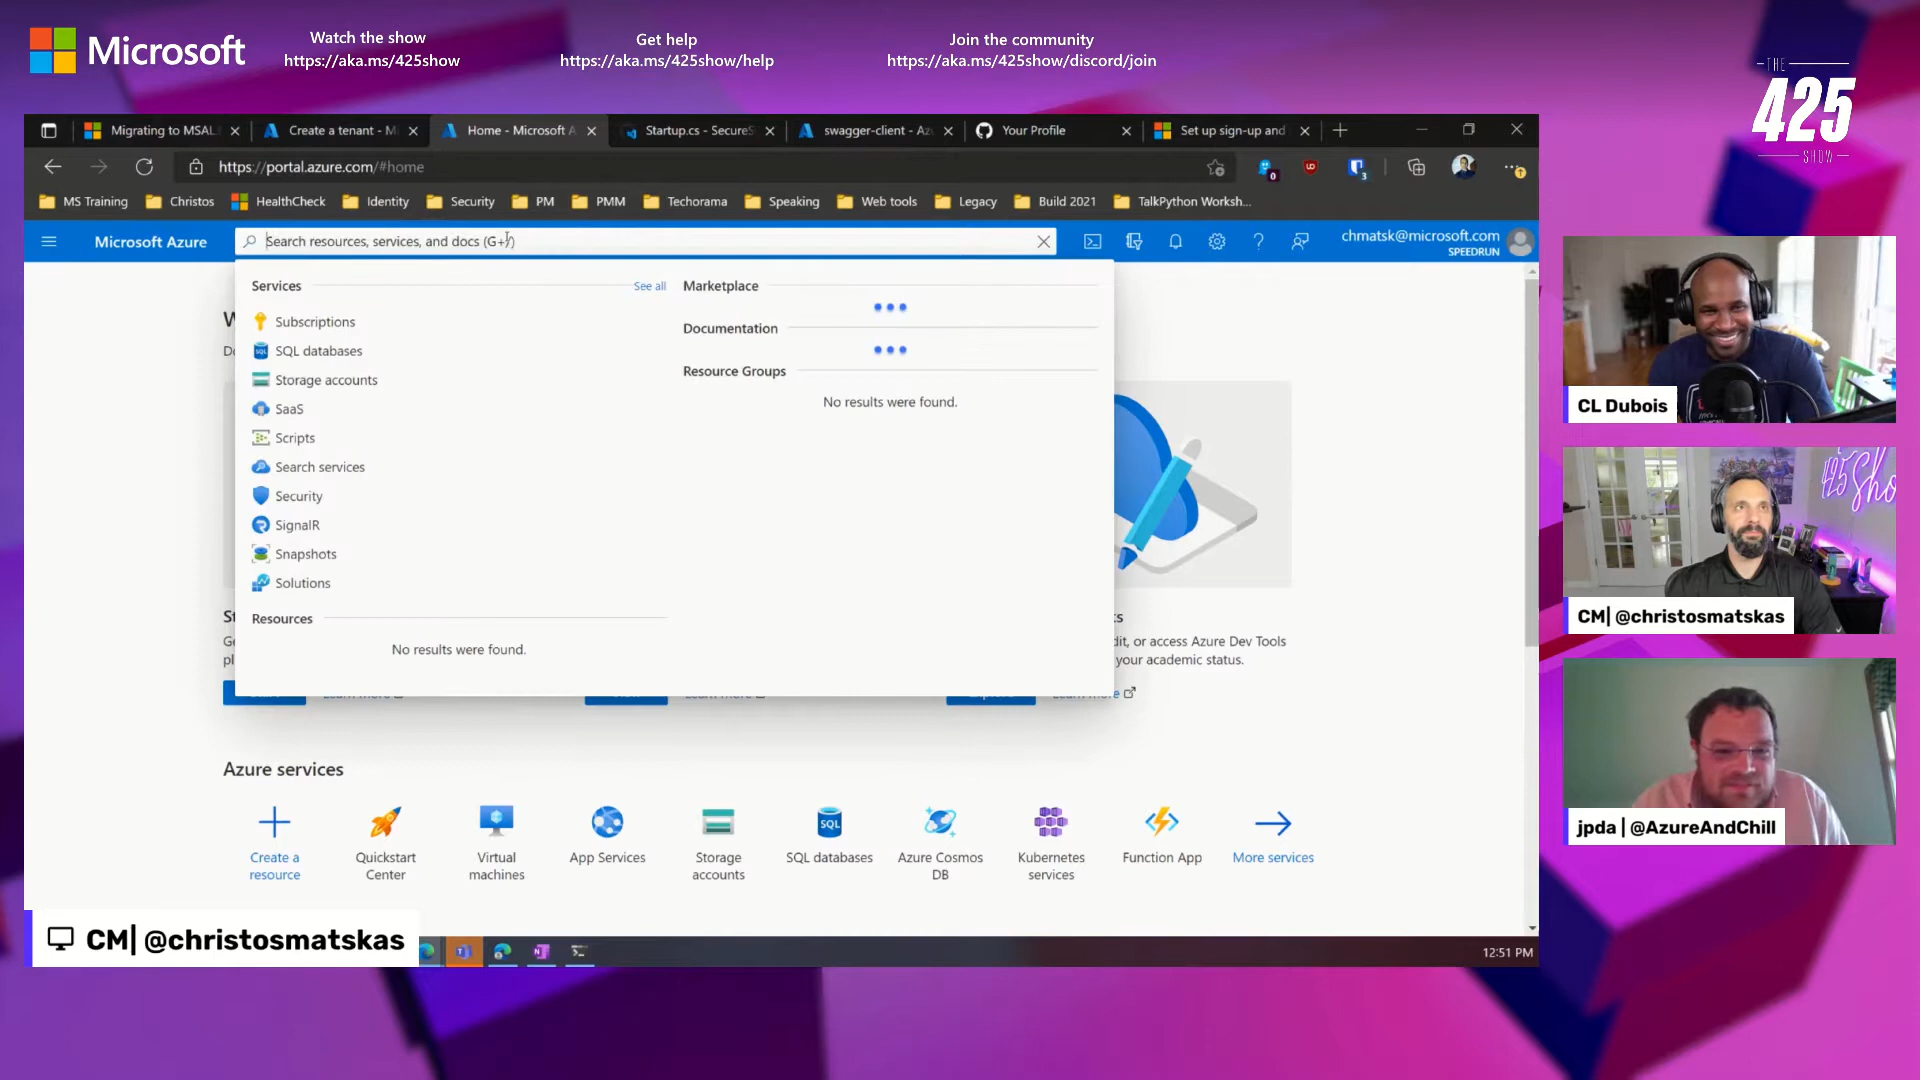 Microsoft
Watch the show
https://aka.ms/425show
Get help
https://aka.ms/425show/help
Join the community
https://aka.ms/425show/discord/join
THE
425
SHOW
Migrating to MSAL
Create a tenant - M
Home - Microsoft A
Startup.cs - SecureS
swagger-client - Az
Your Profile
Set up sign-up and
https://portal.azure.com/#home
0
3
MS Training
Christos
HealthCheck
Identity
Security
PM
PMM
Techorama
Speaking
Web tools
Legacy
Build 2021
TalkPython Worksh...
Microsoft Azure
Search resources, services, and docs (G+/)
chmatsk@microsoft.com
SPEEDRUN
Services
See all
Marketplace
Subscriptions
SQL databases
Storage accounts
SaaS
Scripts
Search services
Security
SignalR
Snapshots
Solutions
Documentation
Resource Groups
No results were found.
Resources
No results were found.
dit, or access Azure Dev Tools
your academic status.
Azure services
Create a resource
Quickstart Center
Virtual machines
App Services
Storage accounts
SQL databases
Azure Cosmos DB
Kubernetes services
Function App
More services
CM| @christosmatskas
12:51 PM
CL Dubois
425 Sho
CM| @christosmatskas
jpda | @AzureAndChill